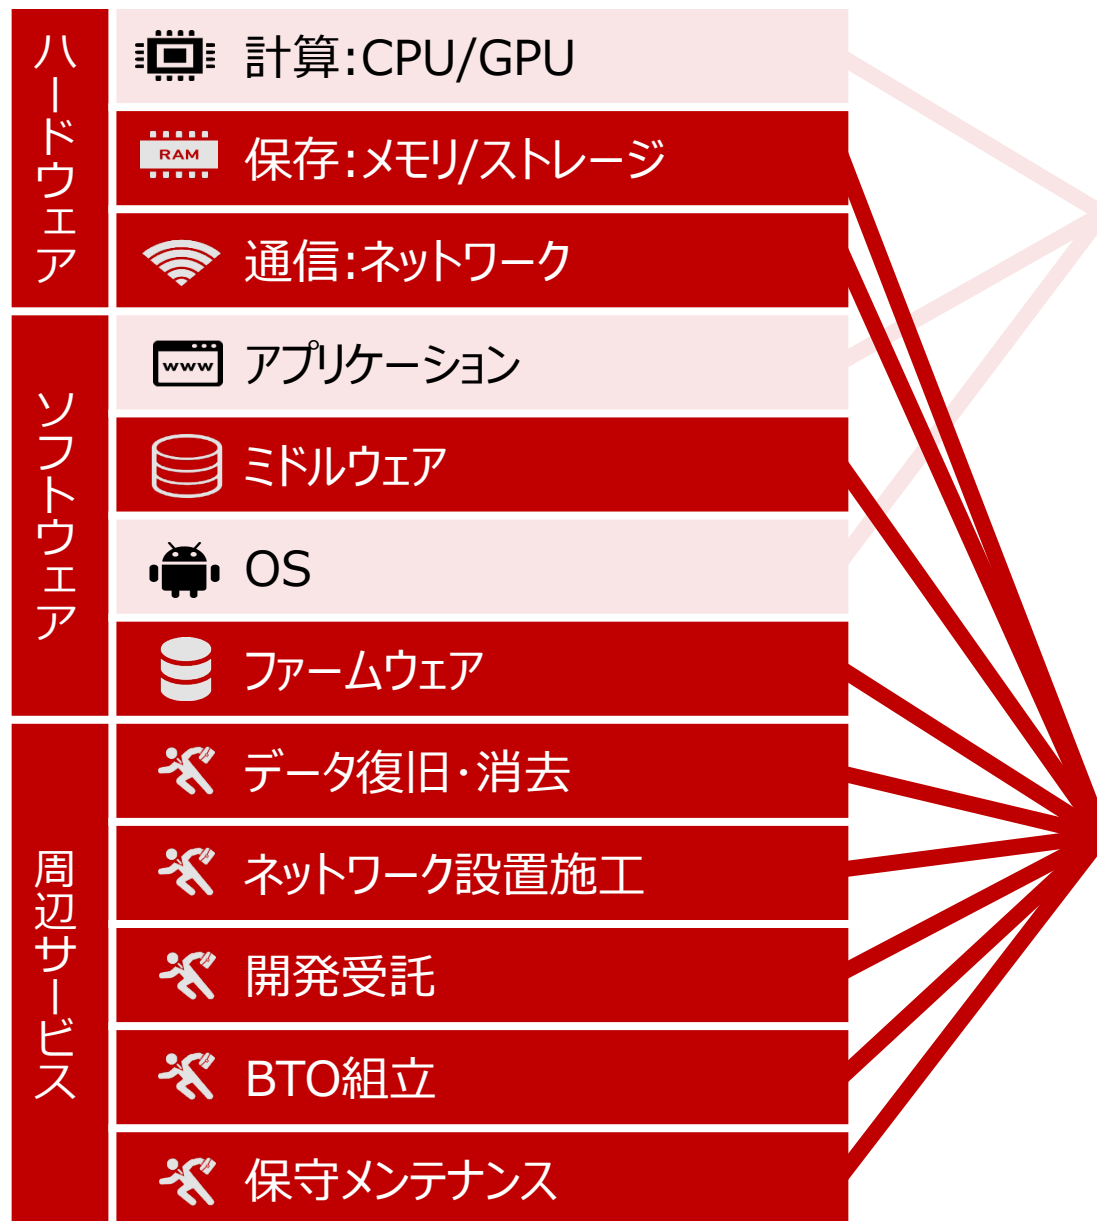 ハードウェア
計算:CPU/GPU
RAM
保存:メモリ/ストレージ
通信:ネットワーク
ソフトウェア
www
アプリケーション
ミドルウェア
OS
ファームウェア
周辺サービス
データ復旧・消去
ネットワーク設置施工
開発受託
BTO組立
保守メンテナンス